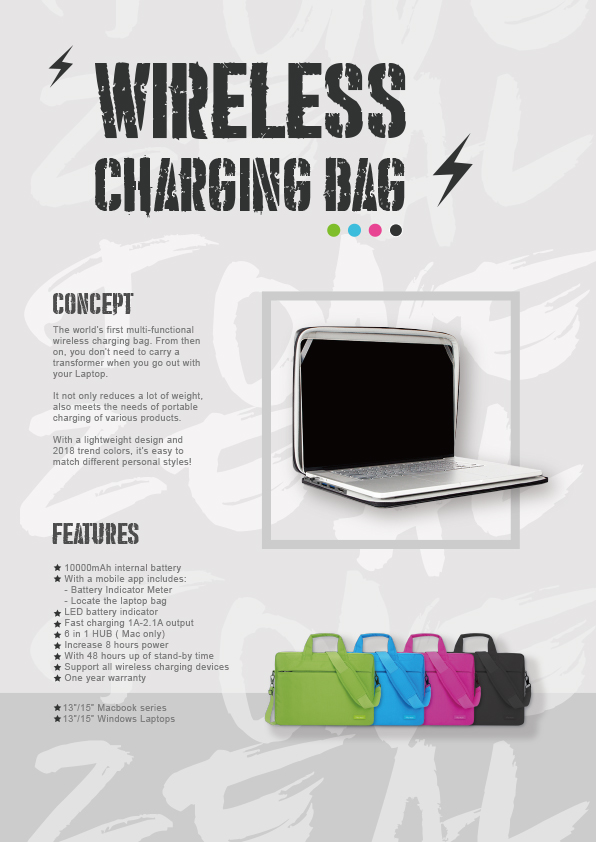 WIRELESS
CHARGING BAG
CONCEPT
The world's first multi-functional
wireless charging bag. From then
on, you don't need to carry a
transformer when you go out with
your Laptop.
It not only reduces a lot of weight,
also meets the needs of portable
charging of various products.
With a lightweight design and
2018 trend colors, it's easy to
match different personal styles!
FEATURES
★ 10000mAh internal battery
★ With a mobile app includes:
- Battery Indicator Meter
- Locate the laptop bag
★ LED battery indicator
★ Fast charging 1A-2.1A output
★ 6 in 1 HUB ( Mac only)
★ Increase 8 hours power
★ With 48 hours up of stand-by time
★ Support all wireless charging devices
★ One year warranty
★ 13"/15" Macbook series
★ 13"/15" Windows Laptops